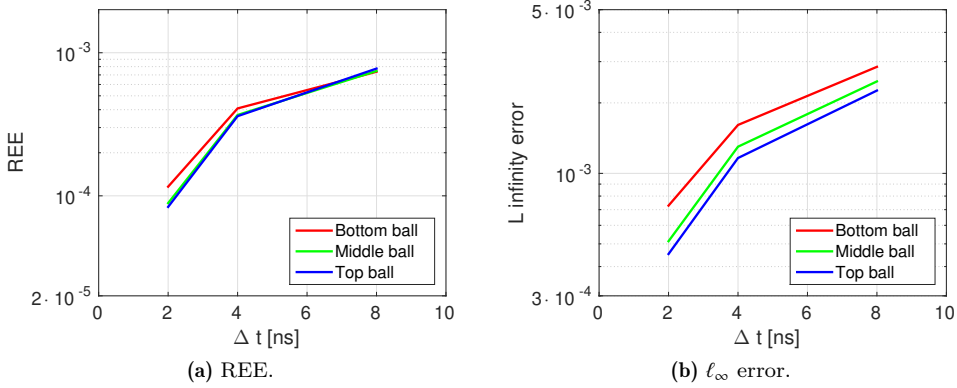 10^-3
10^-4
2· 10^-5
REE
0 2 4 6 8 10
Δ t [ns]
Bottom ball
Middle ball
Top ball
(a) REE.
5· 10^-3
10^-3
3· 10^-4
L infinity error
0 2 4 6 8 10
Δ t [ns]
Bottom ball
Middle ball
Top ball
(b) ℓ∞ error.